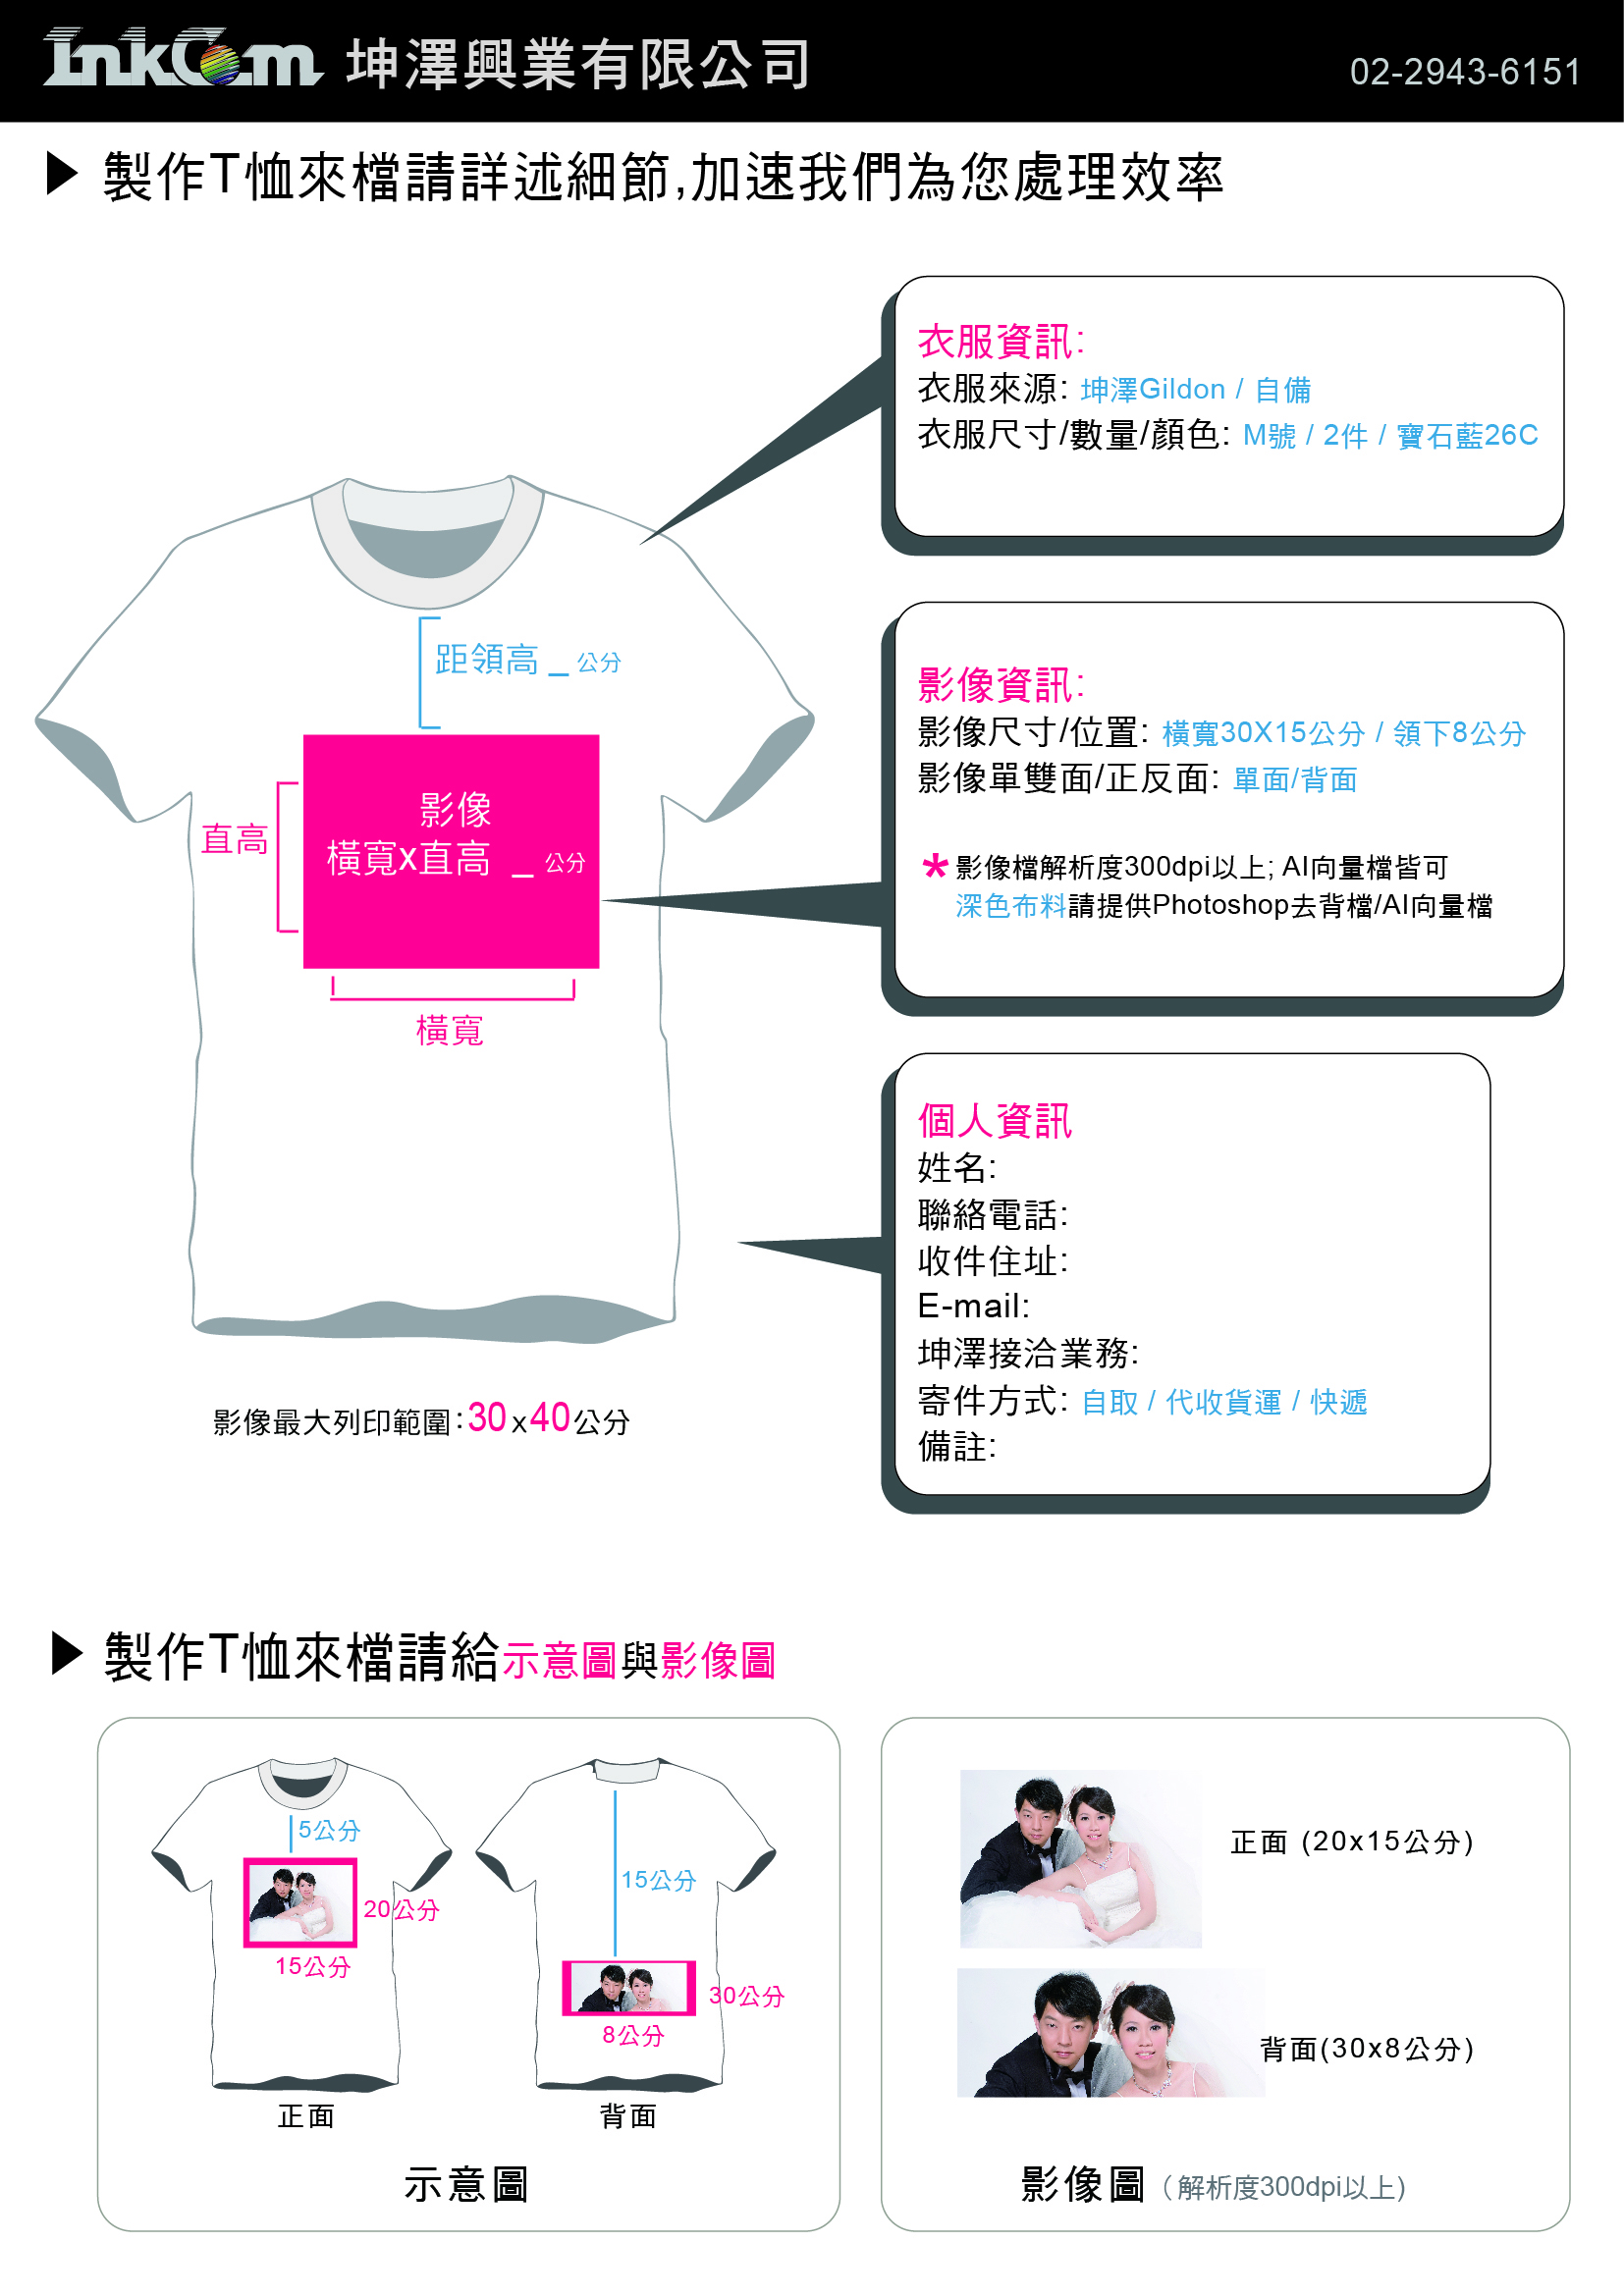 InkCom 坤澤興業有限公司 02-2943-6151
製作T恤來檔請詳述細節,加速我們為您處理效率
衣服資訊:
衣服來源: 坤澤Gildon / 自備
衣服尺寸/數量/顏色: M號 / 2件 / 寶石藍26C
距領高 _ 公分
影像
橫寬x直高 _ 公分
直高
橫寬
影像最大列印範圍:30x40公分
影像資訊:
影像尺寸/位置: 橫寬30X15公分 / 領下8公分
影像單雙面/正反面: 單面/背面
*影像檔解析度300dpi以上; AI向量檔皆可
深色布料請提供Photoshop去背檔/AI向量檔
個人資訊
姓名:
聯絡電話:
收件住址:
E-mail:
坤澤接洽業務:
寄件方式: 自取 / 代收貨運 / 快遞
備註:
製作T恤來檔請給示意圖與影像圖
5公分
20公分
15公分
正面
15公分
30公分
8公分
背面
示意圖
正面 (20x15公分)
背面(30x8公分)
影像圖（解析度300dpi以上)